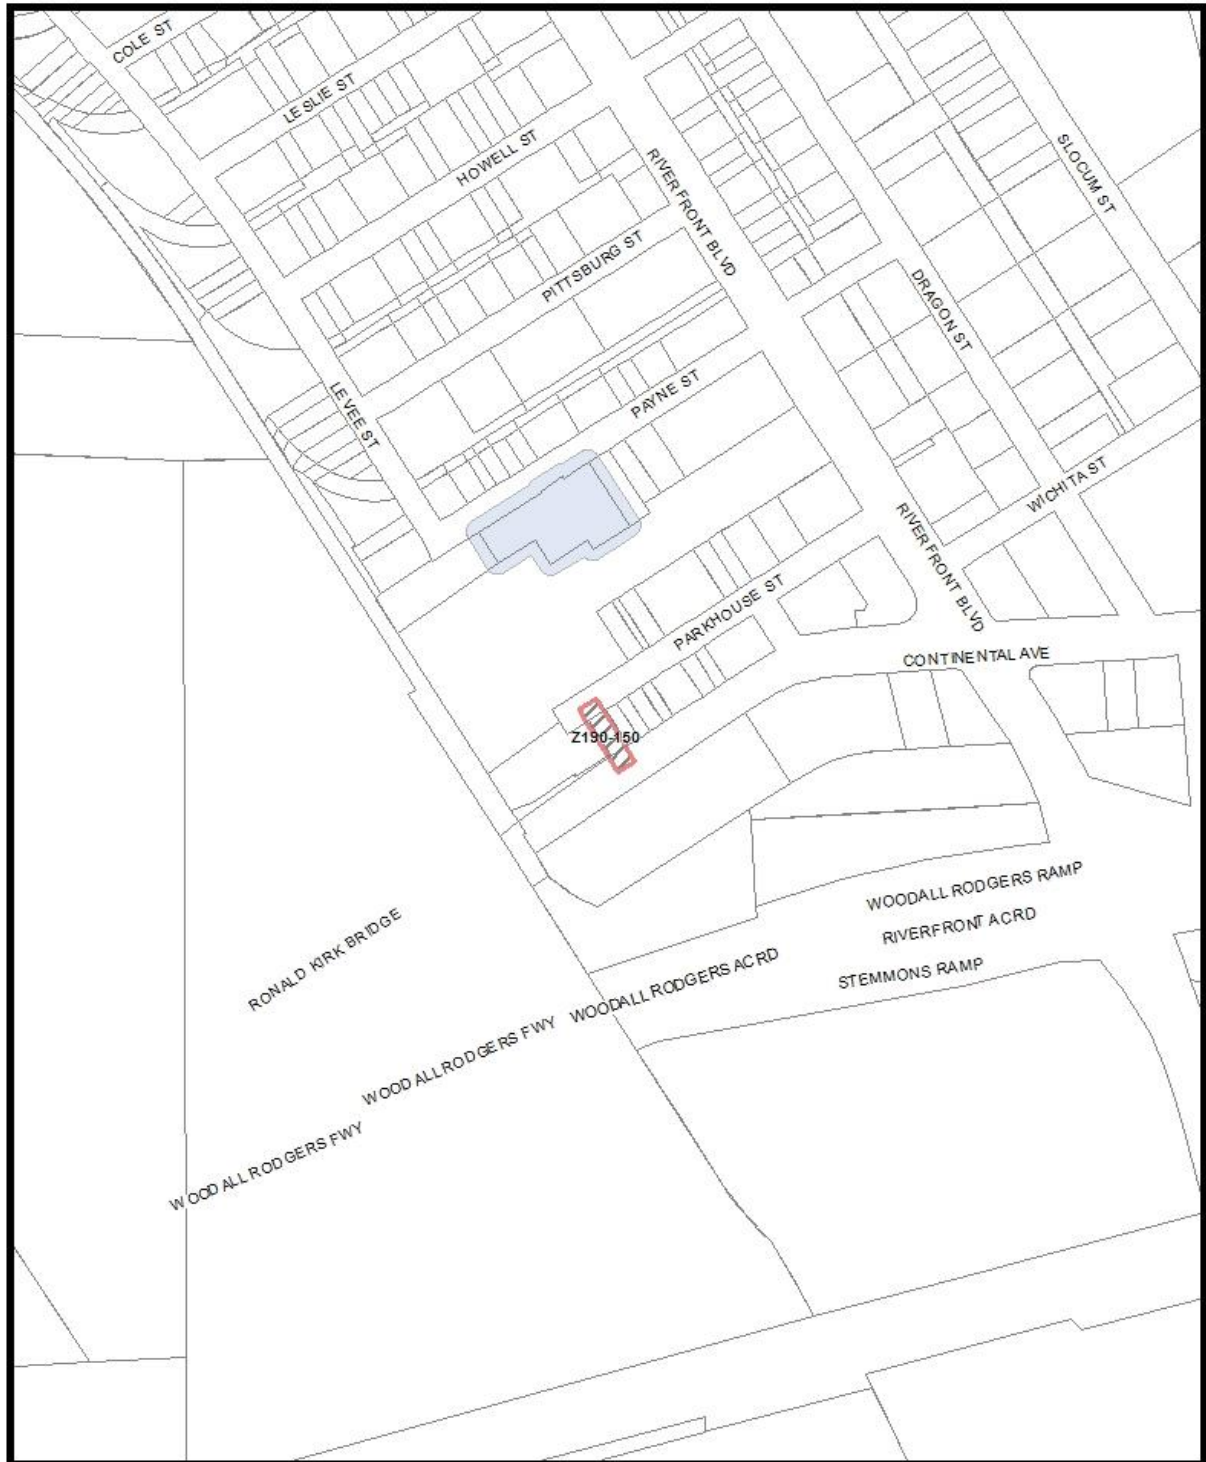 COLE ST
LESLIE ST
HOWELL ST
RIVERFRONT BLVD
SLOCUM ST
PITTSBURG ST
DRAGON ST
LEVEE ST
PAYNE ST
WICHITA ST
RIVERFRONT BLVD
PARKHOUSE ST
CONTINENTAL AVE
Z190-150
WOODALL RODGERS RAMP
RIVERFRONT ACRD
RONALD KIRK BRIDGE
STEMMONS RAMP
WOODALL RODGERS ACRD
WOODALL RODGERS FWY
WOODALL RODGERS FWY